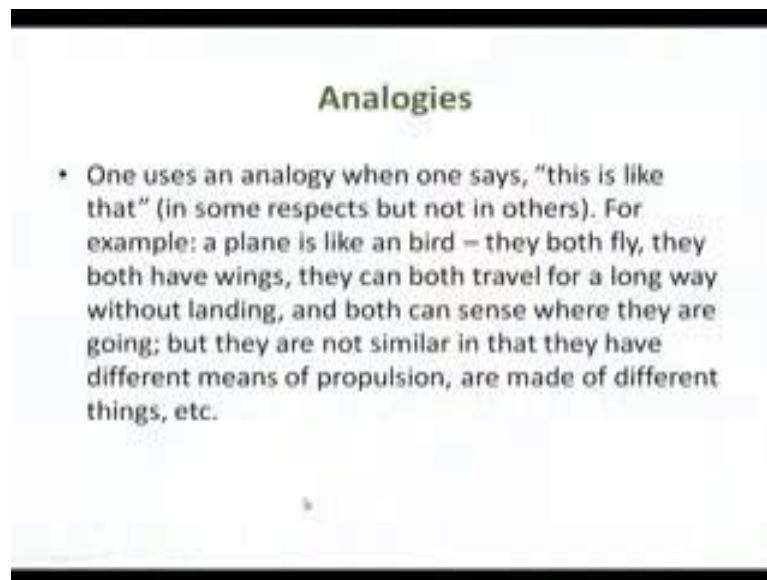 Analogies
• One uses an analogy when one says, "this is like
that" (in some respects but not in others). For
example: a plane is like an bird – they both fly, they
both have wings, they can both travel for a long way
without landing, and both can sense where they are
going; but they are not similar in that they have
different means of propulsion, are made of different
things, etc.